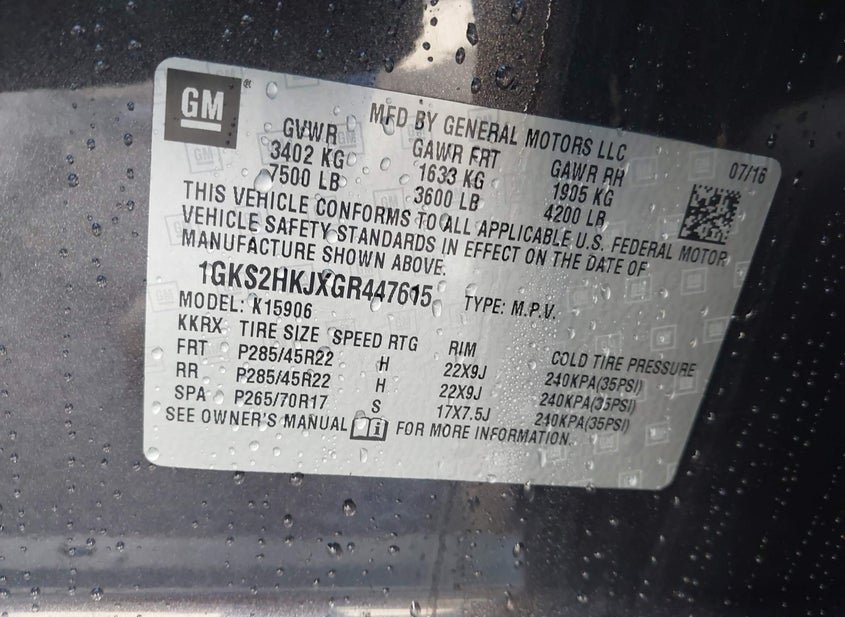 GM ®
MFD BY GENERAL MOTORS LLC
07/16
GVWR GAWR FRT GAWR RH
3402 KG 1633 KG 1905 KG
7500 LB 3600 LB 4200 LB
THIS VEHICLE CONFORMS TO ALL APPLICABLE U.S. FEDERAL MOTOR
VEHICLE SAFETY STANDARDS IN EFFECT ON THE DATE OF
MANUFACTURE SHOWN ABOVE.
1GKS2HKJXGR447615 TYPE: M.P.V.
MODEL: K15906
KKRX TIRE SIZE SPEED RTG RIM COLD TIRE PRESSURE
FRT P285/45R22 H 22X9J 240KPA(35PSI)
RR P285/45R22 H 22X9J 240KPA(35PSI)
SPA P265/70R17 S 17X7.5J 240KPA(35PSI)
SEE OWNER'S MANUAL FOR MORE INFORMATION.